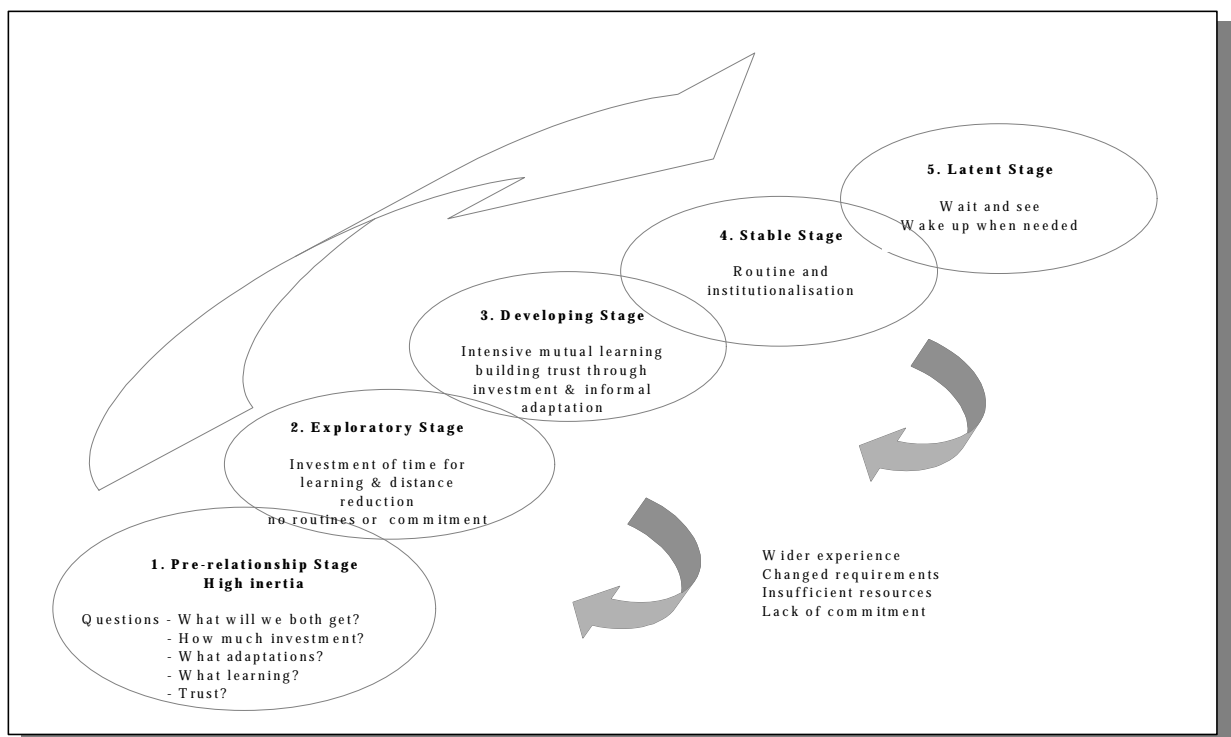 5. Latent Stage
Wait and see
Wake up when needed
4. Stable Stage
Routine and
institutionalisation
3. Developing Stage
Intensive mutual learning
building trust through
investment & informal
adaptation
2. Exploratory Stage
Investment of time for
learning & distance
reduction
no routines or commitment
1. Pre-relationship Stage
High inertia
Questions - What will we both get?
- How much investment?
- What adaptations?
- What learning?
- Trust?
Wider experience
Changed requirements
Insufficient resources
Lack of commitment